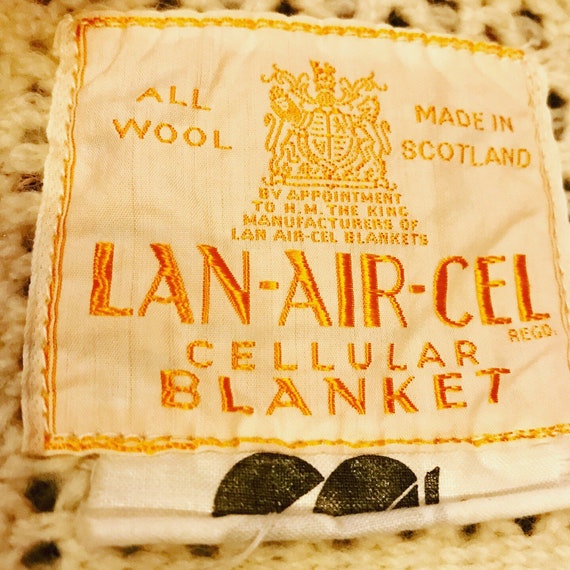 ALL
WOOL
MADE IN
SCOTLAND
BY APPOINTMENT
TO H.M. THE KING
MANUFACTURERS OF
LAN AIR-CEL BLANKETS
LAN-AIR-CEL
REGD.
CELLULAR
BLANKET